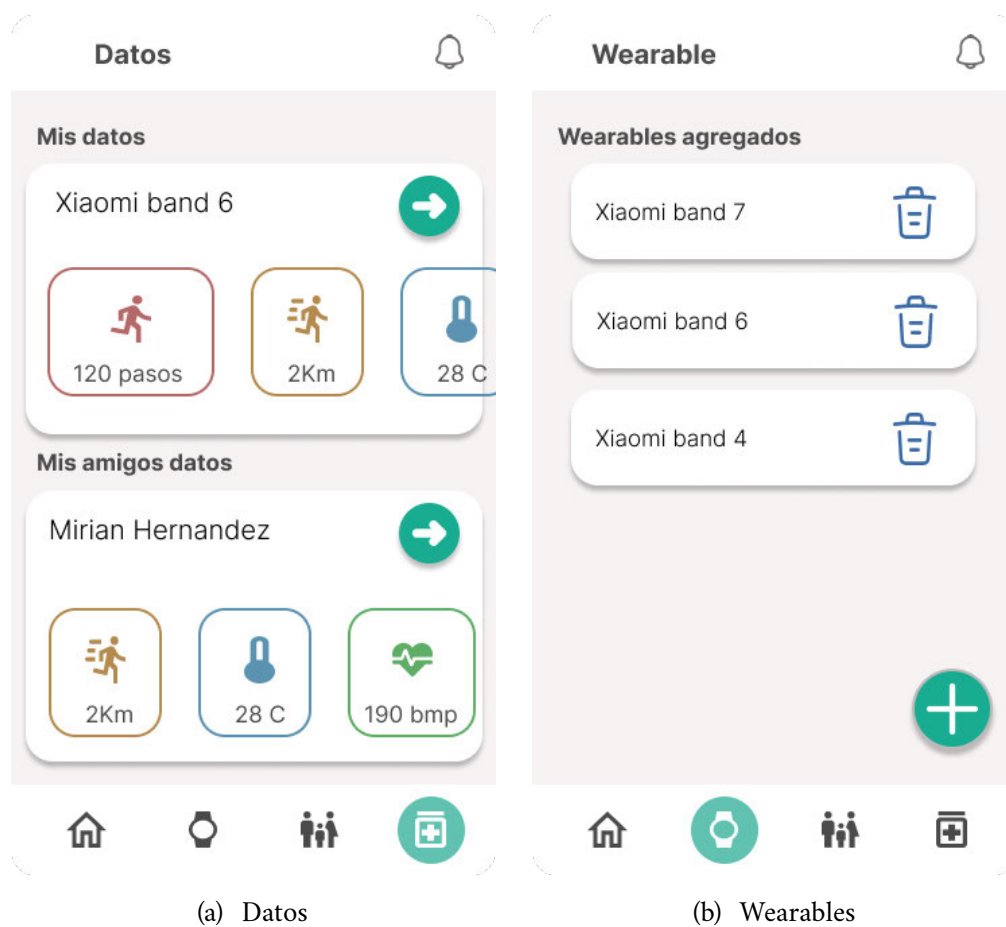 Datos
Mis datos
Xiaomi band 6
120 pasos
2Km
28 C
Mis amigos datos
Mirian Hernandez
2Km
28 C
190 bmp
(a) Datos
Wearable
Wearables agregados
Xiaomi band 7
Xiaomi band 6
Xiaomi band 4
(b) Wearables